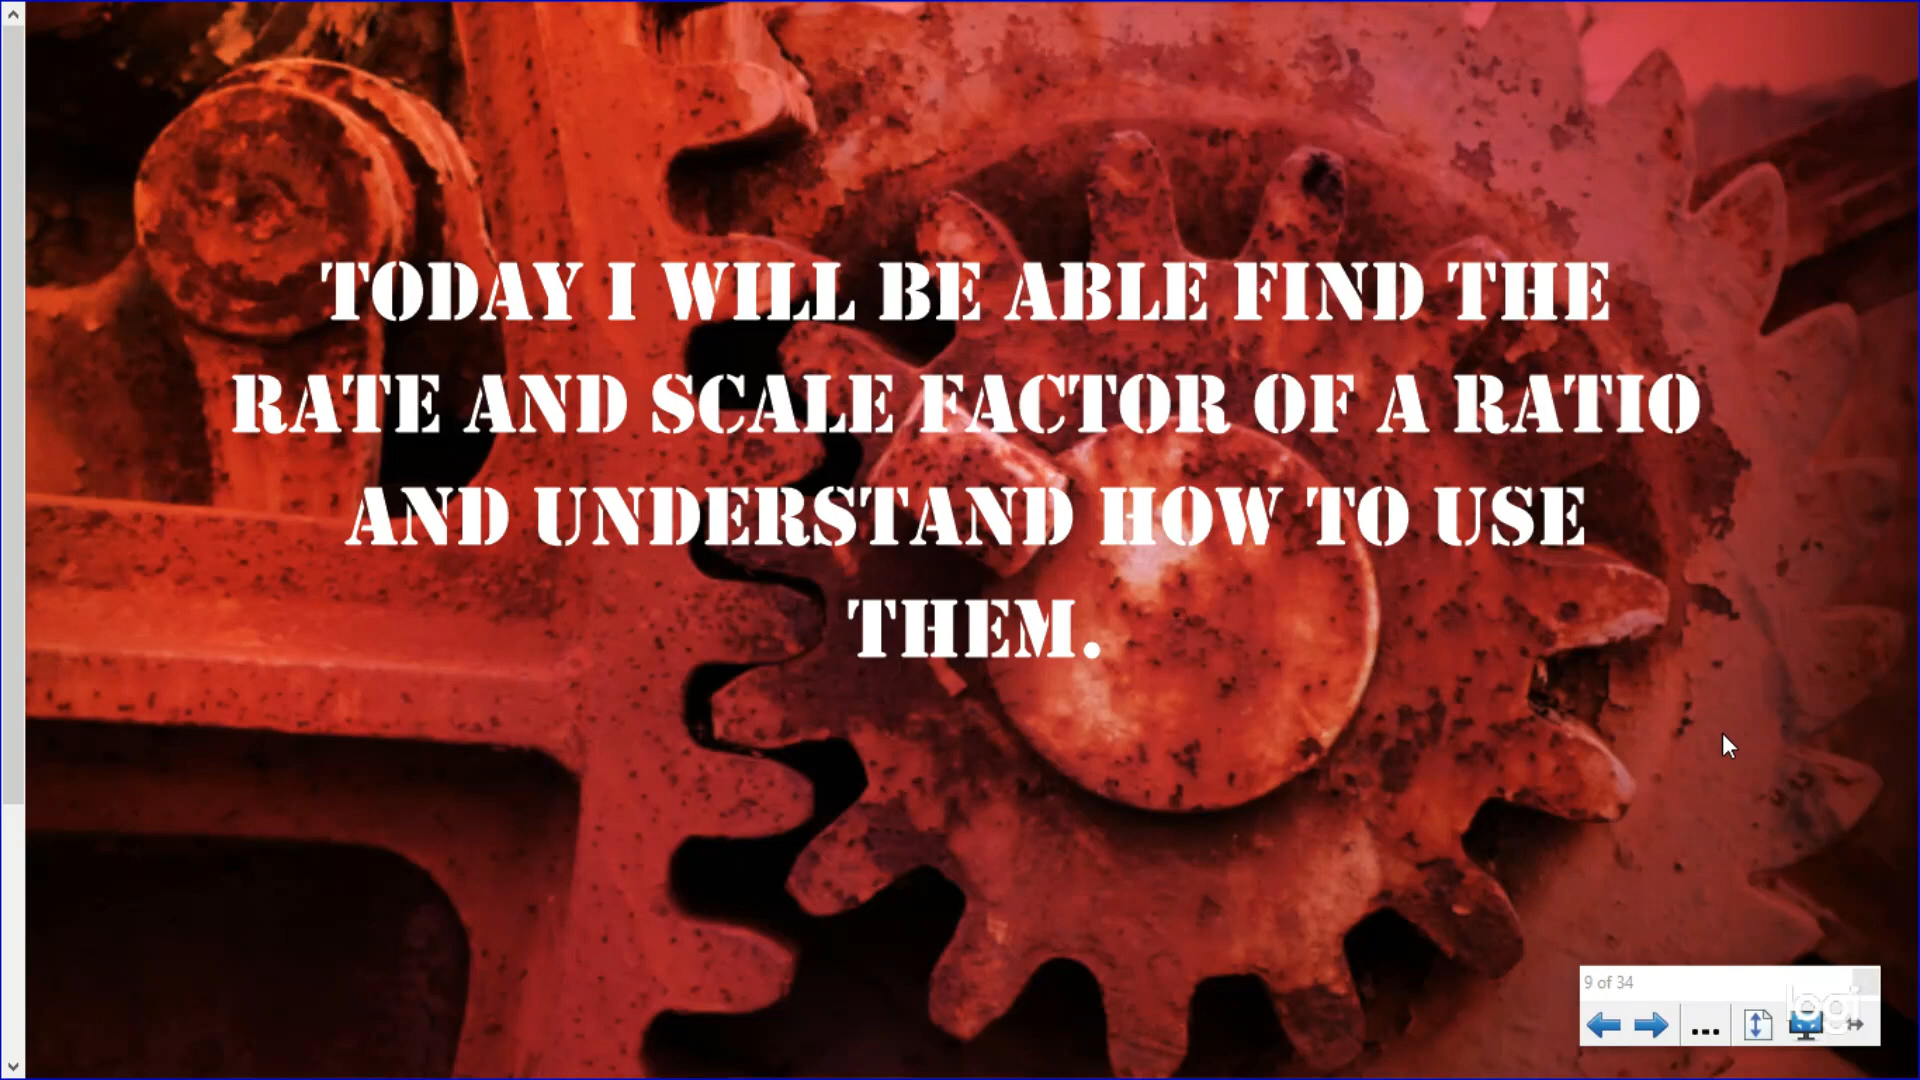 TODAY I WILL BE ABLE FIND THE
RATE AND SCALE FACTOR OF A RATIO
AND UNDERSTAND HOW TO USE
THEM.
9 of 34
logi